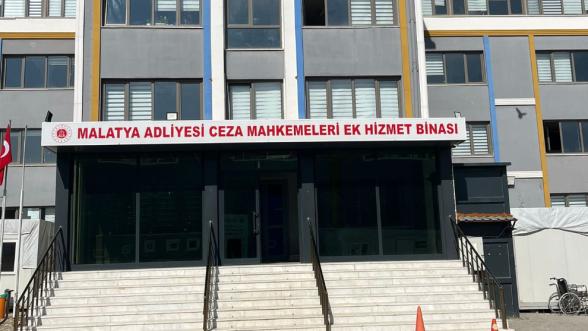 MALATYA ADLİYESİ CEZA MAHKEMELERİ EK HİZMET BİNASI